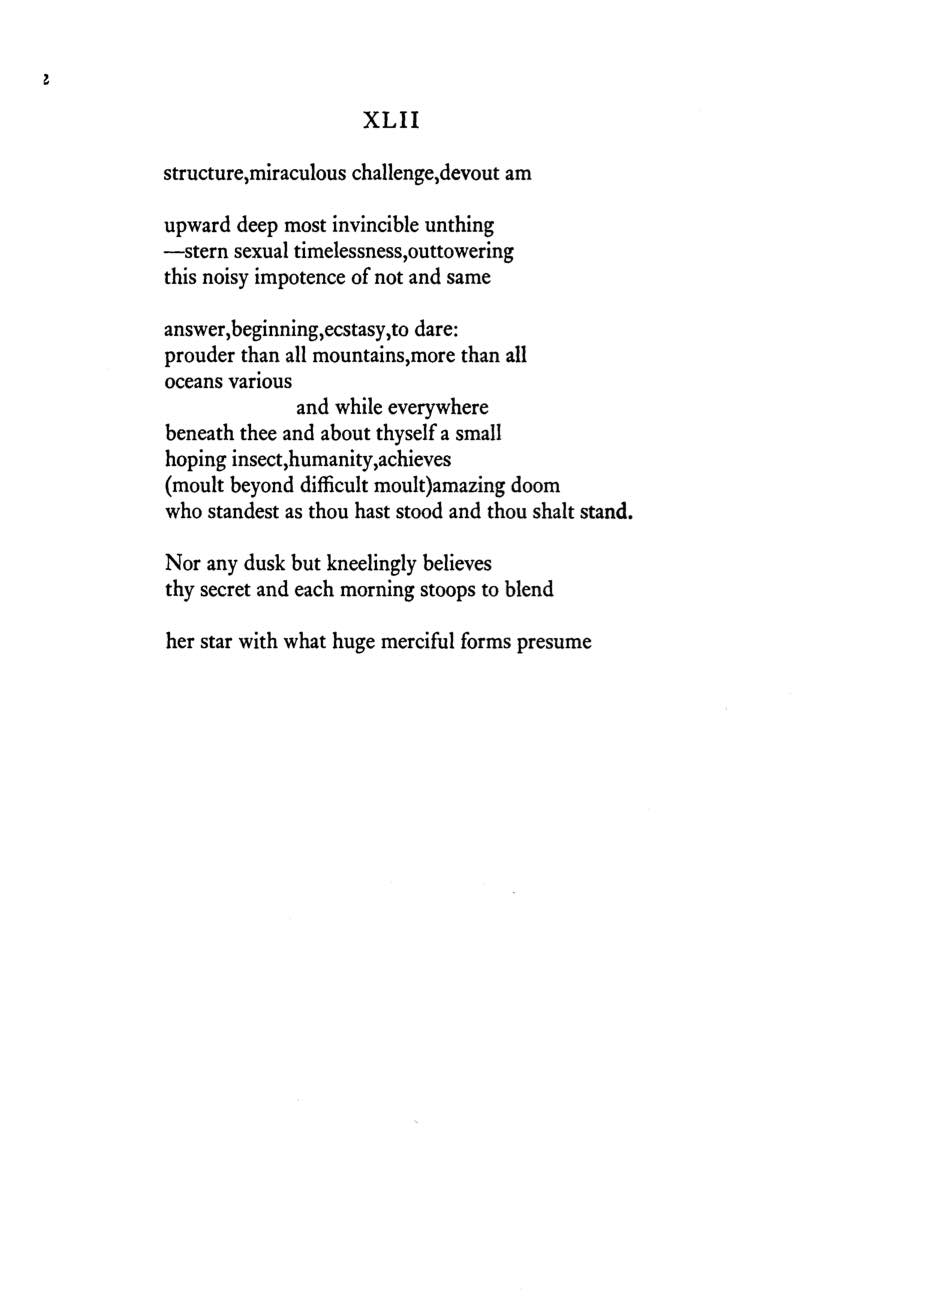 XLII
structure,miraculous challenge,devout am
upward deep most invincible unthing
—stern sexual timelessness,outtowering
this noisy impotence of not and same
answer,beginning,ecstasy,to dare:
prouder than all mountains,more than all
oceans various
and while everywhere
beneath thee and about thyself a small
hoping insect,humanity,achieves
(moult beyond difficult moult)amazing doom
who standest as thou hast stood and thou shalt stand.
Nor any dusk but kneelingly believes
thy secret and each morning stoops to blend
her star with what huge merciful forms presume